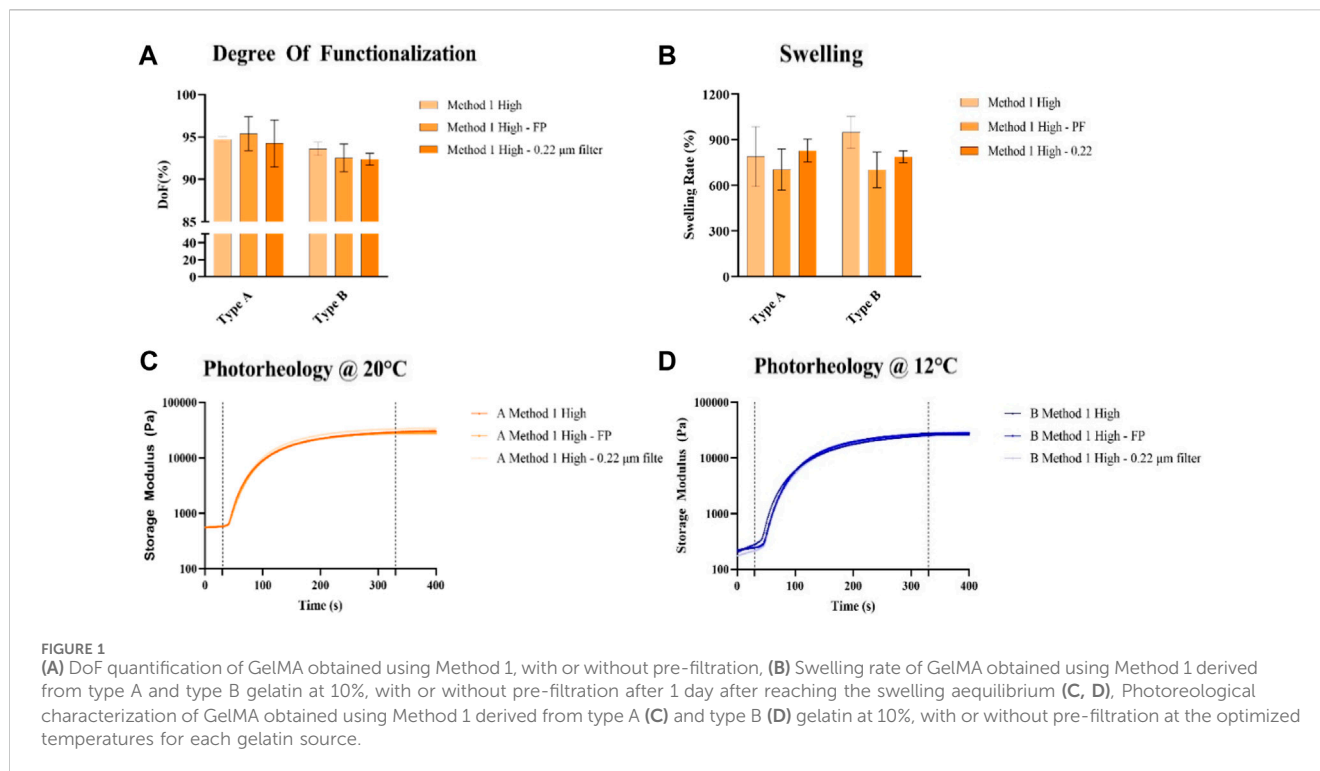 A
Degree Of Functionalization
DoF(%)
100
95
90
85
40
20
0
Type A
Type B
Method 1 High
Method 1 High - FP
Method 1 High - 0.22 µm filter
B
Swelling
Swelling Rate (%)
1200
900
600
300
0
Type A
Type B
Method 1 High
Method 1 High - PF
Method 1 High - 0.22
C
Photorheology @ 20°C
Storage Modulus (Pa)
100000
10000
1000
100
0
100
200
300
400
Time (s)
A Method 1 High
A Method 1 High - FP
A Method 1 High - 0.22 µm filte
D
Photorheology @ 12°C
Storage Modulus (Pa)
100000
10000
1000
100
0
100
200
300
400
Time (s)
B Method 1 High
B Method 1 High - FP
B Method 1 High - 0.22 µm filter
FIGURE 1
(A) DoF quantification of GelMA obtained using Method 1, with or without pre-filtration, (B) Swelling rate of GelMA obtained using Method 1 derived
from type A and type B gelatin at 10%, with or without pre-filtration after 1 day after reaching the swelling aequilibrium (C, D), Photoreological
characterization of GelMA obtained using Method 1 derived from type A (C) and type B (D) gelatin at 10%, with or without pre-filtration at the optimized
temperatures for each gelatin source.